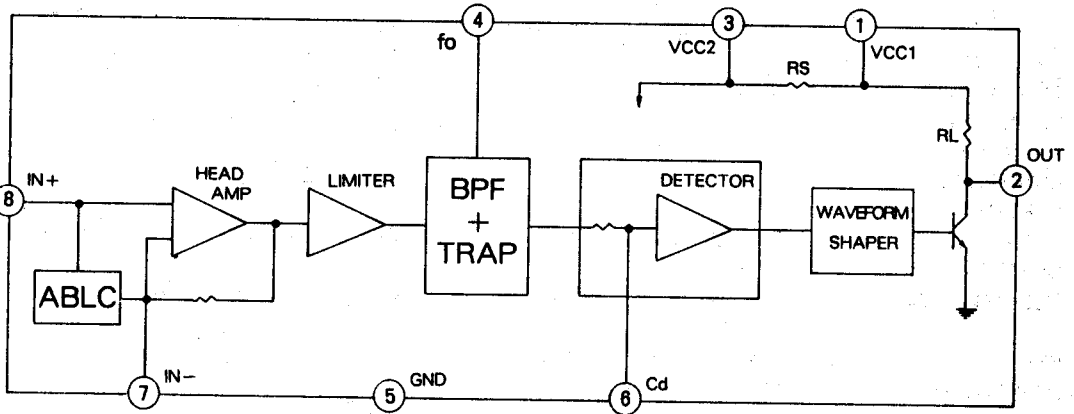 4
fo
3
VCC2
1
VCC1
RS
RL
OUT
2
8
IN+
HEAD
AMP
LIMITER
BPF
+
TRAP
DETECTOR
WAVEFORM
SHAPER
ABLC
7
IN-
5
GND
6
Cd